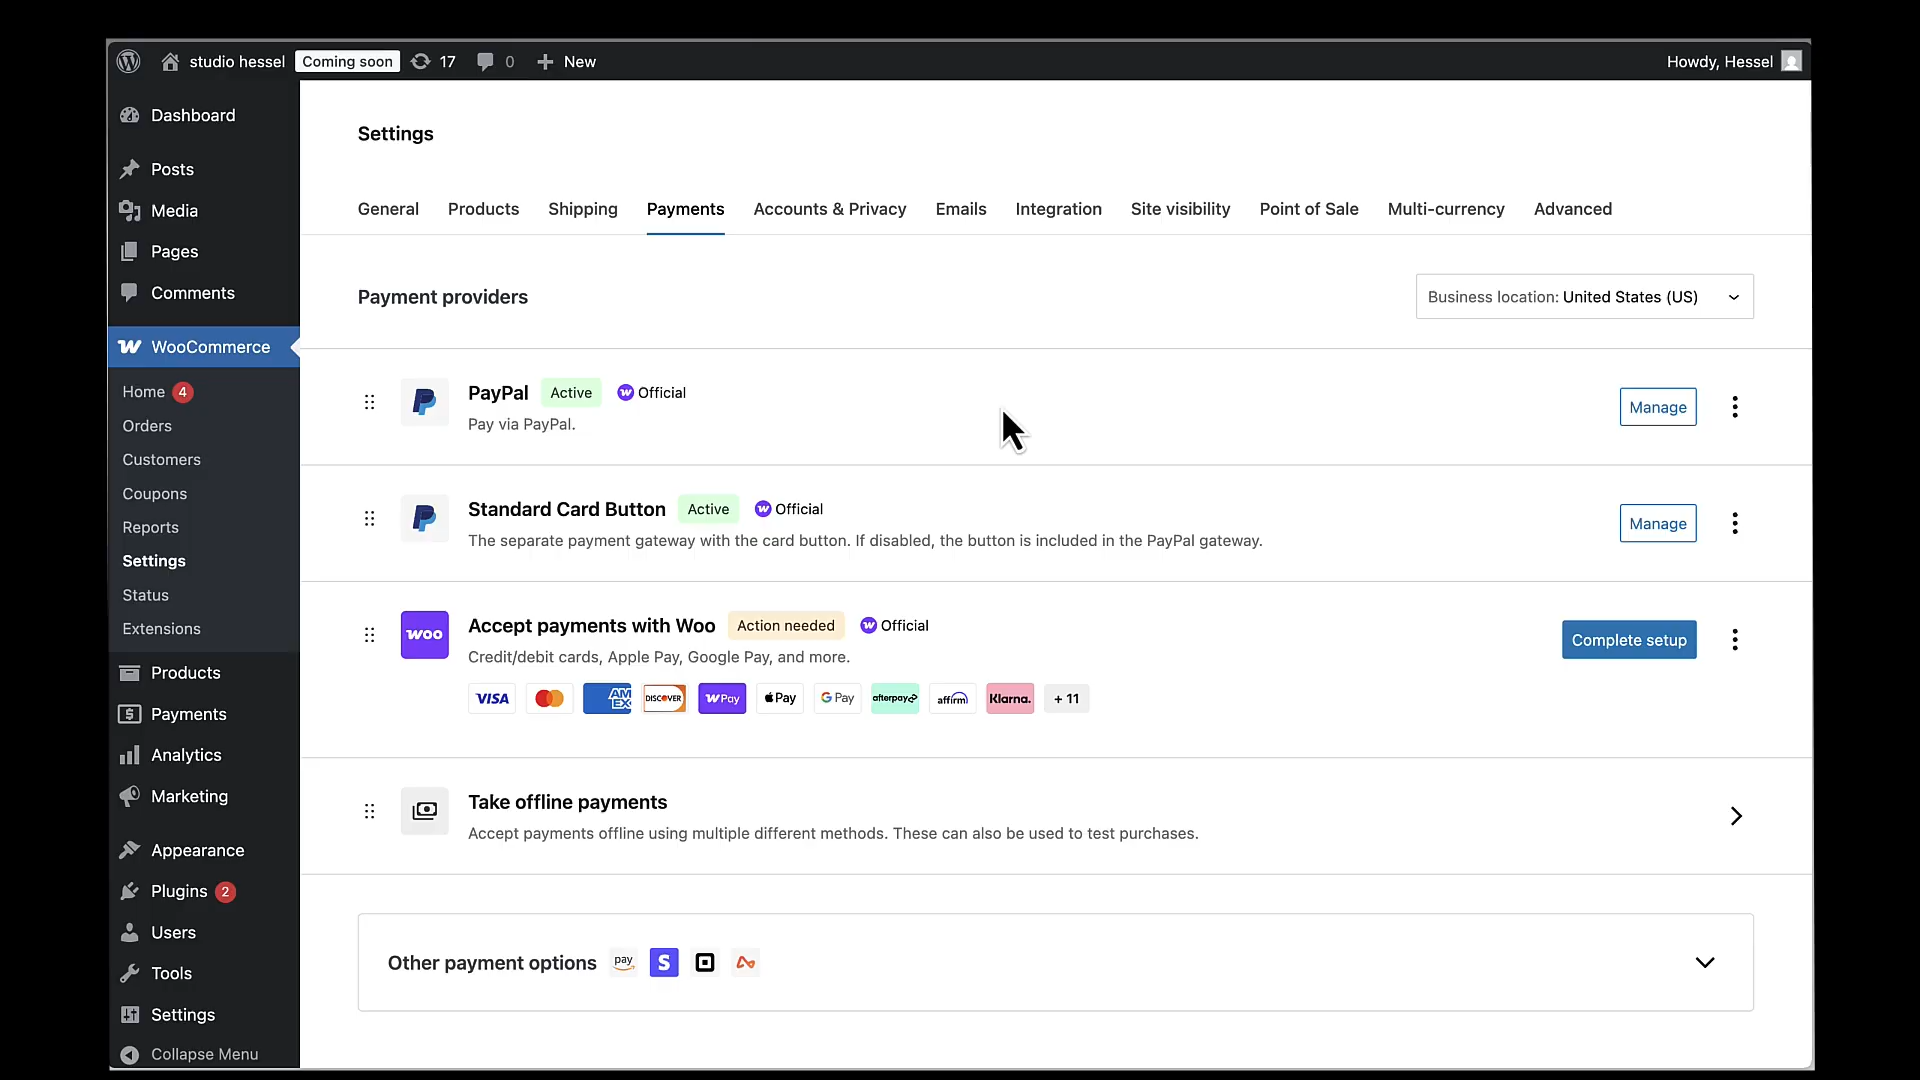 studio hessel Coming soon 17 0 New Howdy, Hessel
Dashboard
Posts
Media
Pages
Comments
WooCommerce
Home 4
Orders
Customers
Coupons
Reports
Settings
Status
Extensions
Products
Payments
Analytics
Marketing
Appearance
Plugins 2
Users
Tools
Settings
Collapse Menu
Settings
General Products Shipping Payments Accounts & Privacy Emails Integration Site visibility Point of Sale Multi-currency Advanced
Payment providers
Business location: United States (US)
PayPal Active Official
Pay via PayPal.
Manage
Standard Card Button Active Official
The separate payment gateway with the card button. If disabled, the button is included in the PayPal gateway.
Manage
woo
Accept payments with Woo Action needed Official
Credit/debit cards, Apple Pay, Google Pay, and more.
Complete setup
VISA AM EX DISCOVER WPay Pay G Pay afterpay affirm Klarna. + 11
Take offline payments
Accept payments offline using multiple different methods. These can also be used to test purchases.
Other payment options pay S